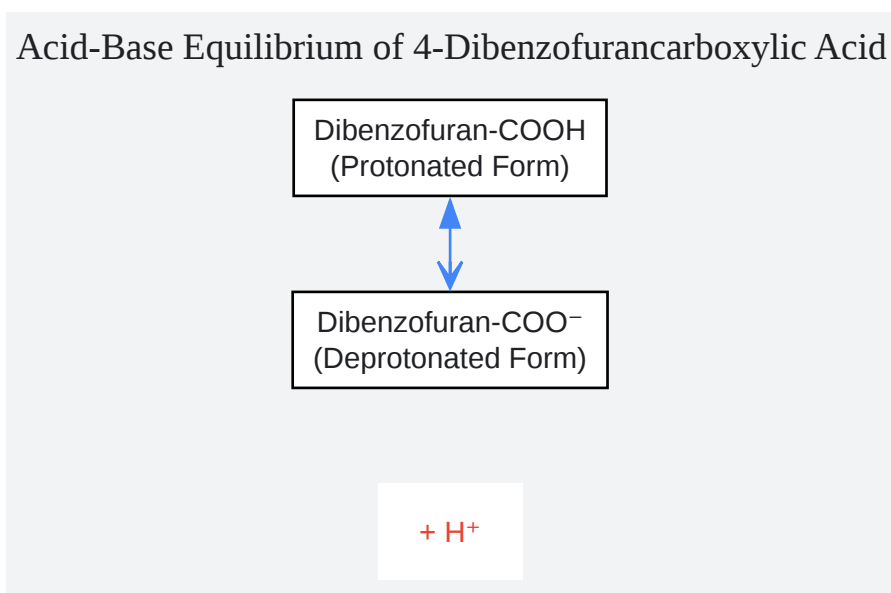 Acid-Base Equilibrium of 4-Dibenzofurancarboxylic Acid
Dibenzofuran-COOH
(Protonated Form)
Dibenzofuran-COO⁻
(Deprotonated Form)
+ H⁺